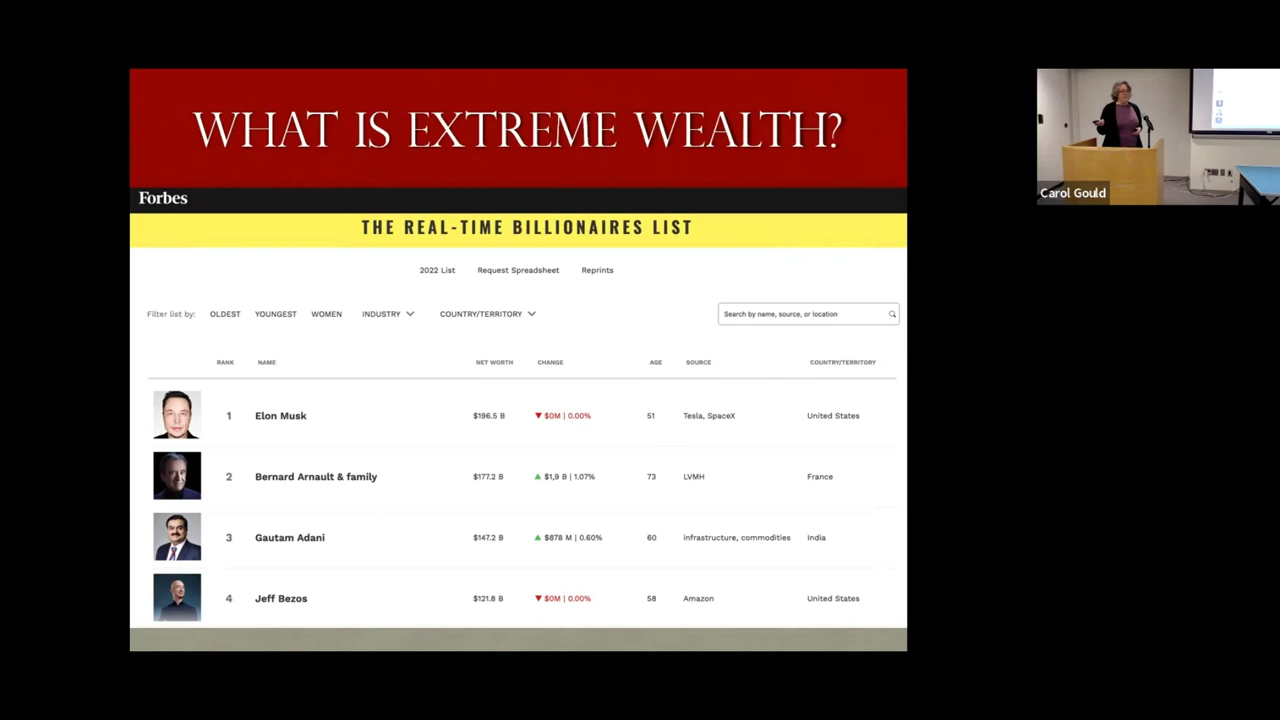 WHAT IS EXTREME WEALTH?
Forbes
THE REAL-TIME BILLIONAIRES LIST
2022 List Request Spreadsheet Reprints
Filter list by: OLDEST YOUNGEST WOMEN INDUSTRY COUNTRY/TERRITORY Search by name, source, or location
RANK NAME NET WORTH CHANGE AGE SOURCE COUNTRY/TERRITORY
1 Elon Musk $196.5 B $0M | 0.00% 51 Tesla, SpaceX United States
2 Bernard Arnault & family $177.2 B $1,9 B | 1.07% 73 LVMH France
3 Gautam Adani $147.2 B $878 M | 0.60% 60 infrastructure, commodities India
4 Jeff Bezos $121.8 B $0M | 0.00% 58 Amazon United States
Carol Gould